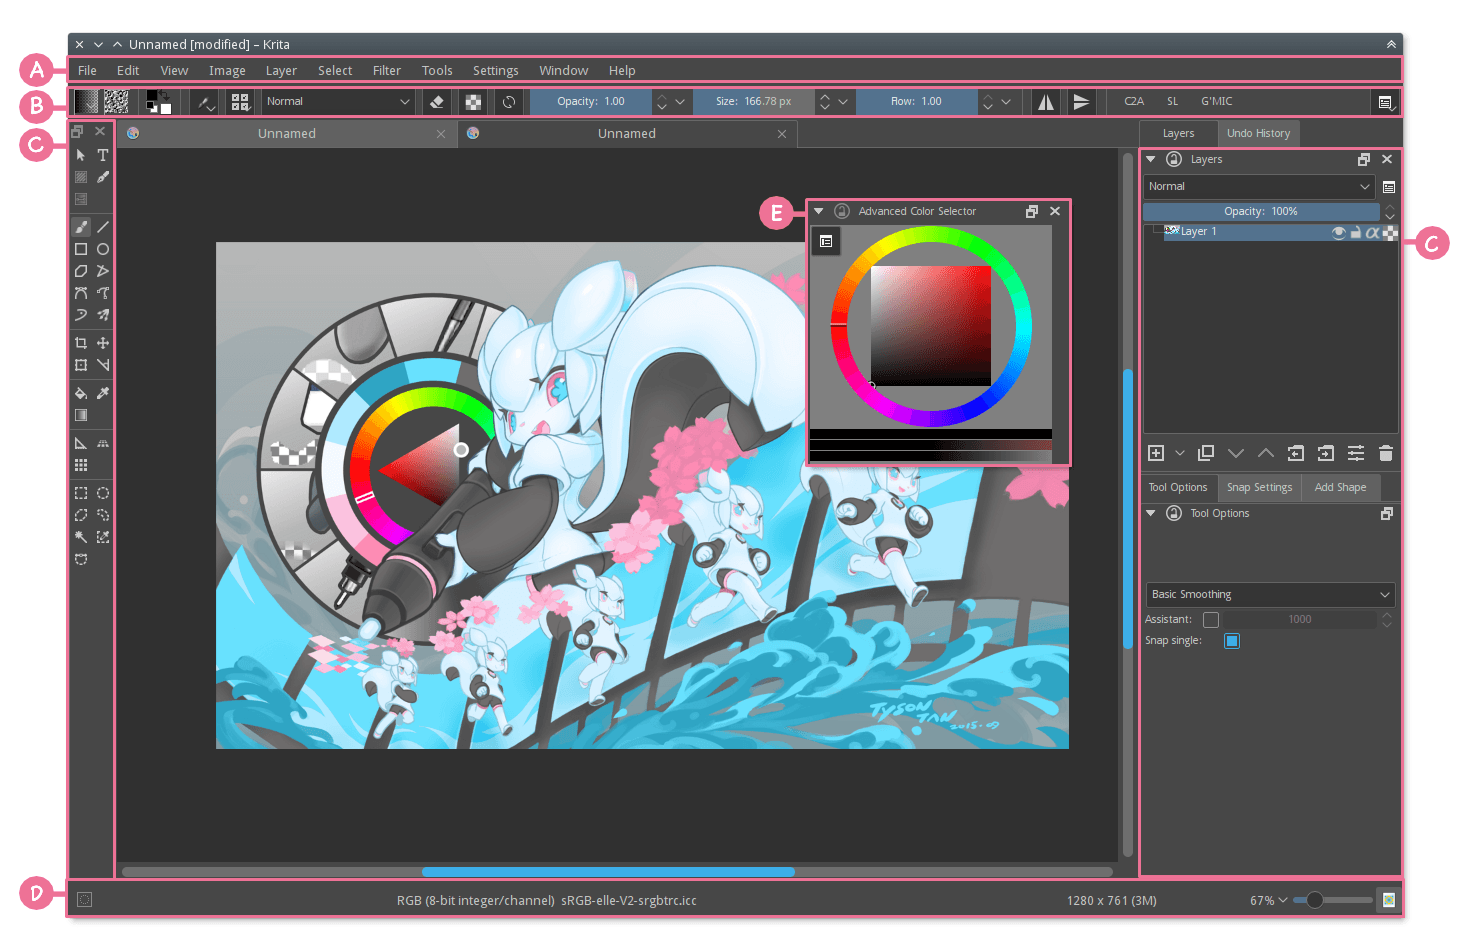 Unnamed [modified] – Krita
A
File Edit View Image Layer Select Filter Tools Settings Window Help
B
Normal Opacity: 1.00 Size: 166.78 px Flow: 1.00 C2A SL G'MIC
C
Unnamed Unnamed Layers Undo History
Layers
Normal
Opacity: 100%
Layer 1
C
E
Advanced Color Selector
Tool Options Snap Settings Add Shape
Tool Options
Basic Smoothing
Assistant: 1000
Snap single:
TYSON
TAN
2015.09
D
RGB (8-bit integer/channel) sRGB-elle-V2-srgbtrc.icc 1280 x 761 (3M) 67%